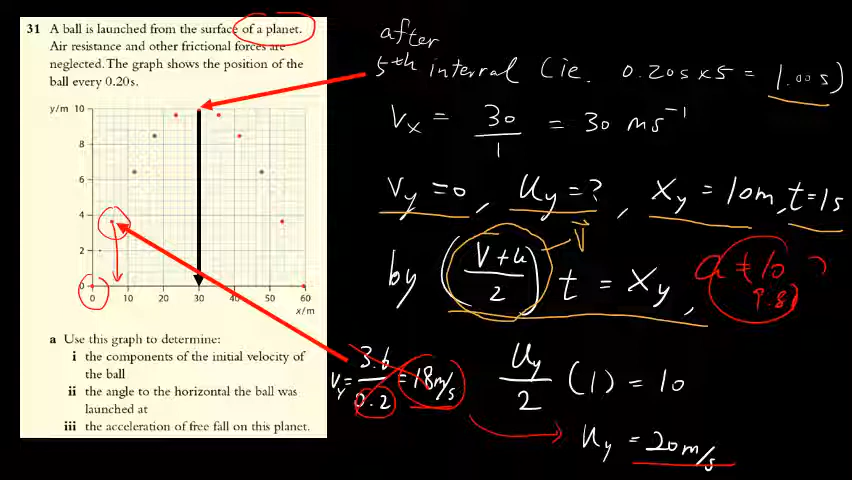 31 A ball is launched from the surface of a planet.
Air resistance and other frictional forces are
neglected. The graph shows the position of the
ball every 0.20s.
y/m 10
8
6
4
2
0
0 10 20 30 40 50 60
x/m
a Use this graph to determine:
i the components of the initial velocity of
the ball
ii the angle to the horizontal the ball was
launched at
iii the acceleration of free fall on this planet.
after
5th interval (ie. 0.20s x 5 = 1.00s)
Vx = 30/1 = 30 ms⁻¹
Vy = 0, Uy = ?, Xy = 10m, t = 1s
by ((V+u)/2) t = Xy,
V
a ≠ 10
9.81
Vy = 3.6/0.2 = 18m/s
Uy/2 (1) = 10
Uy = 20m/s